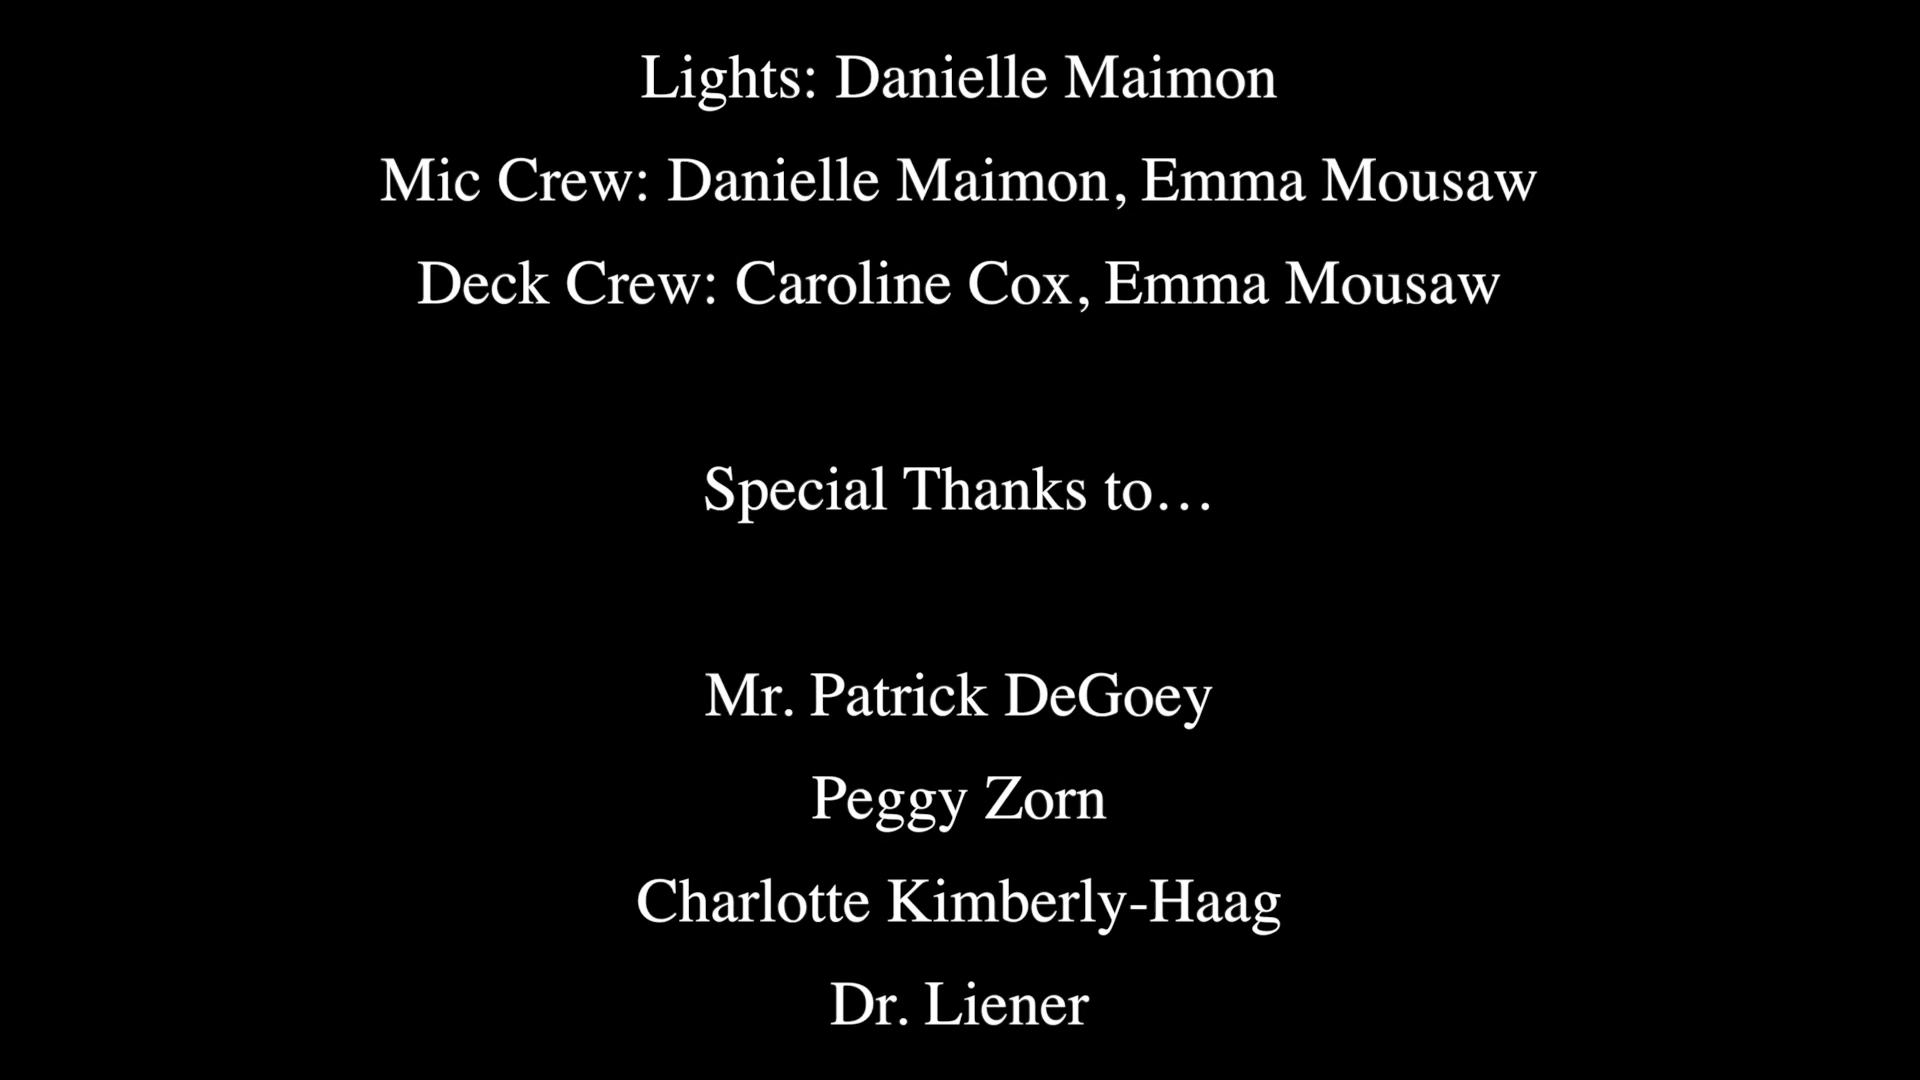 Lights: Danielle Maimon
Mic Crew: Danielle Maimon, Emma Mousaw
Deck Crew: Caroline Cox, Emma Mousaw
Special Thanks to…
Mr. Patrick DeGoey
Peggy Zorn
Charlotte Kimberly-Haag
Dr. Liener